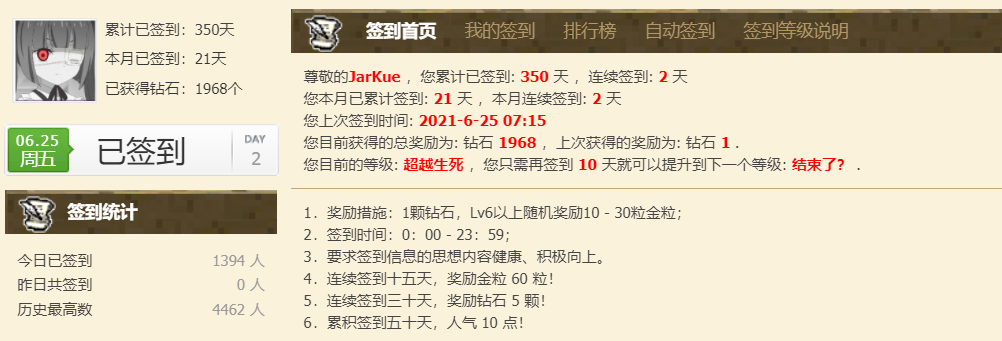 累计已签到：350天
本月已签到：21天
已获得钻石：1968个
06.25
周五
已签到
DAY
2
签到统计
今日已签到 1394 人
昨日共签到 0 人
历史最高数 4462 人
签到首页 我的签到 排行榜 自动签到 签到等级说明
尊敬的JarKue ，您累计已签到: 350 天 ，连续签到: 2 天
您本月已累计签到: 21 天 ，本月连续签到: 2 天
您上次签到时间: 2021-6-25 07:15
您目前获得的总奖励为: 钻石 1968 ，上次获得的奖励为: 钻石 1 .
您目前的等级: 超越生死 ，您只需再签到 10 天就可以提升到下一个等级: 结束了？ .
1．奖励措施：1颗钻石，Lv6以上随机奖励10 - 30粒金粒；
2．签到时间：0：00 - 23：59；
3．要求签到信息的思想内容健康、积极向上。
4．连续签到十五天，奖励金粒 60 粒！
5．连续签到三十天，奖励钻石 5 颗！
6．累积签到五十天，人气 10 点！